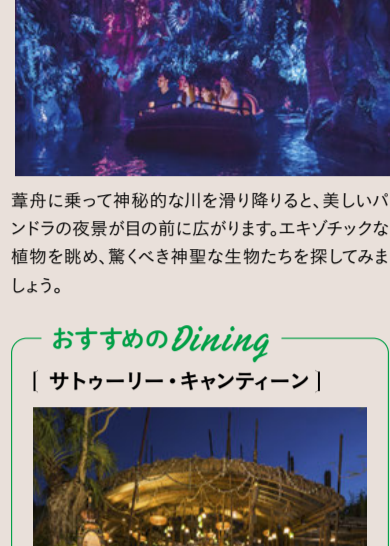 葦舟に乗って神秘的な川を滑り降りると、美しいパ
ンドラの夜景が目の前に広がります。エキゾチックな
植物を眺め、驚くべき神聖な生物たちを探してみま
しょう。
おすすめのDining
[ サトゥーリー・キャンティーン ]